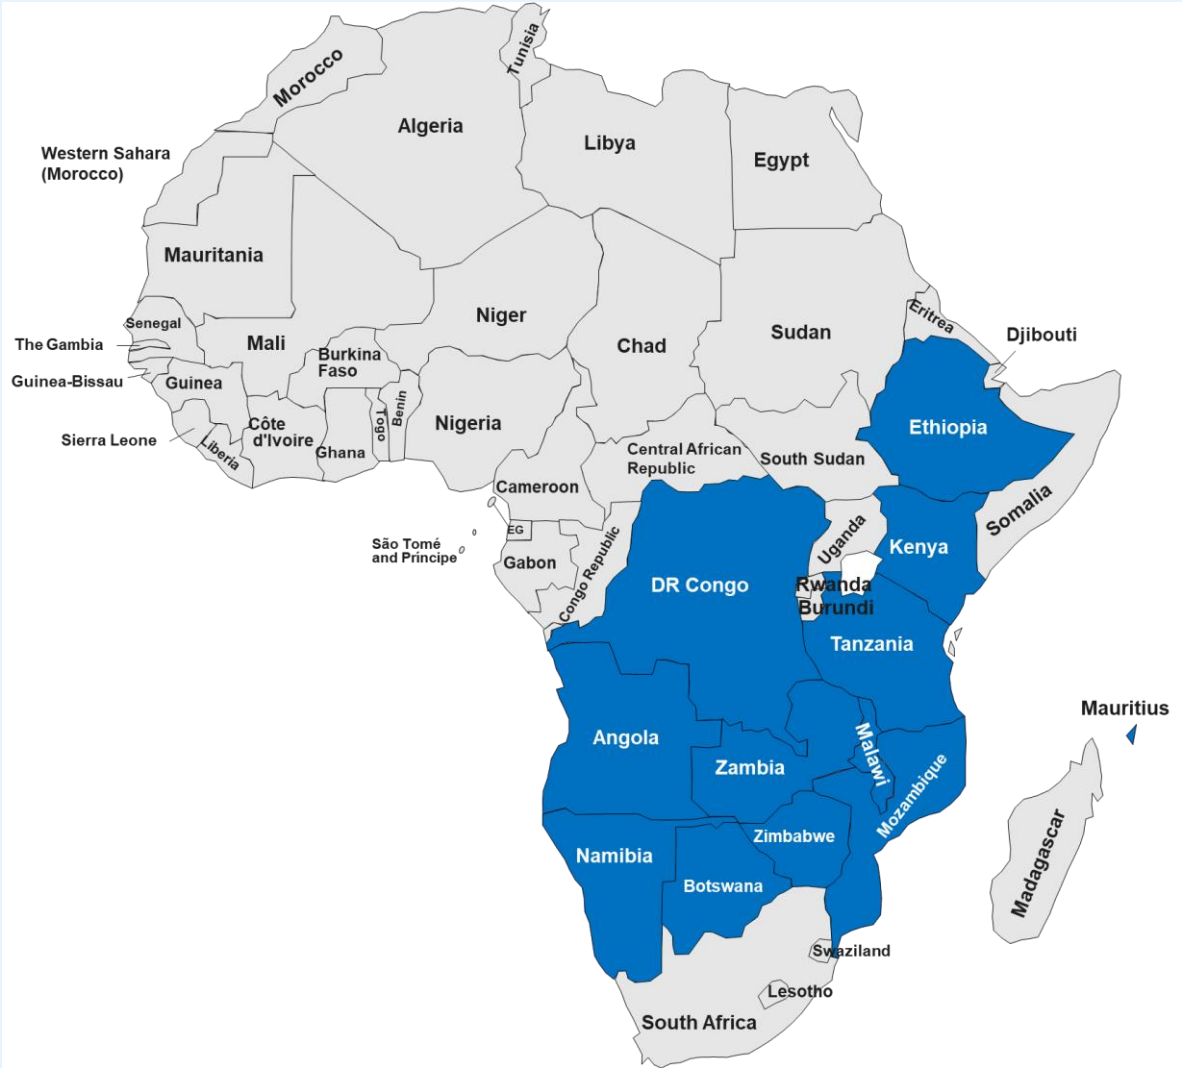 Tunisia
Morocco
Algeria
Libya
Egypt
Western Sahara
(Morocco)
Mauritania
Niger
Chad
Sudan
Eritrea
Djibouti
Senegal
The Gambia
Mali
Burkina
Faso
Guinea-Bissau
Guinea
Benin
Togo
Nigeria
Ethiopia
Côte
d'Ivoire
Sierra Leone
Liberia
Ghana
Central African
Republic
South Sudan
Cameroon
Somalia
EG
São Tomé
and Príncipe
Gabon
Congo Republic
Uganda
Kenya
DR Congo
Rwanda
Burundi
Tanzania
Mauritius
Angola
Zambia
Malawi
Mozambique
Zimbabwe
Namibia
Botswana
Madagascar
Swaziland
Lesotho
South Africa